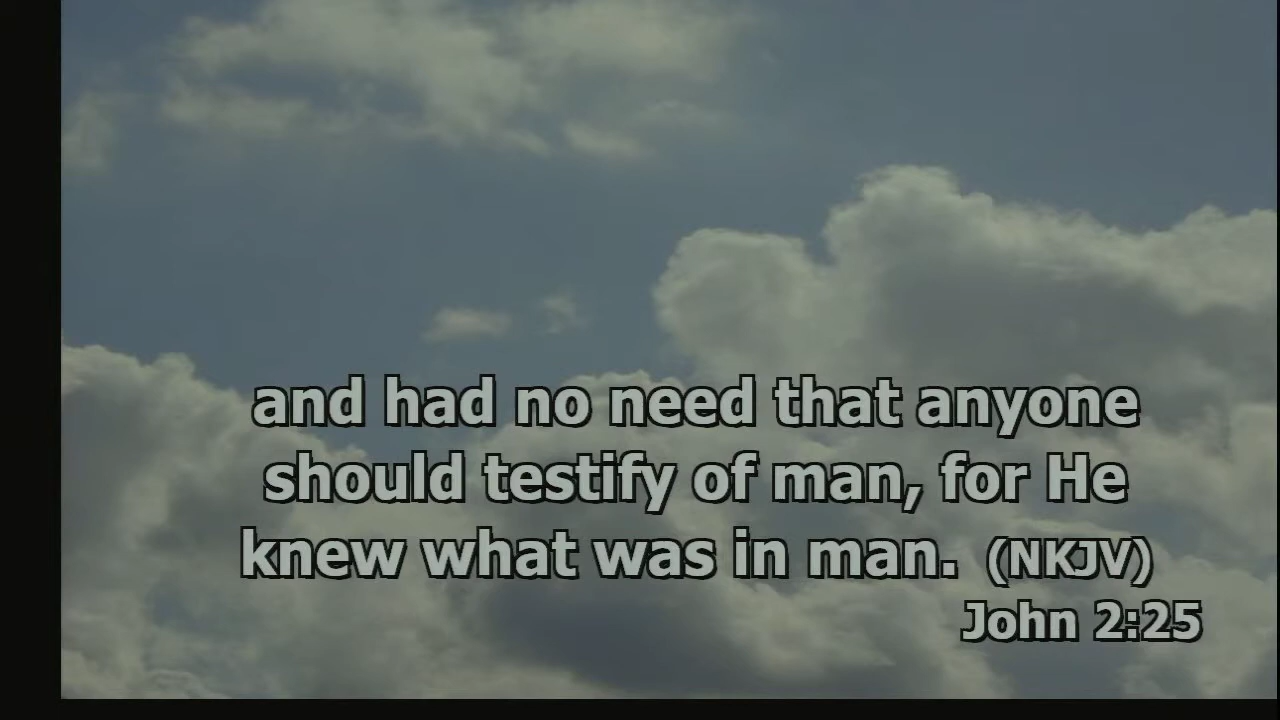 and had no need that anyone
should testify of man, for He
knew what was in man. (NKJV)
John 2:25